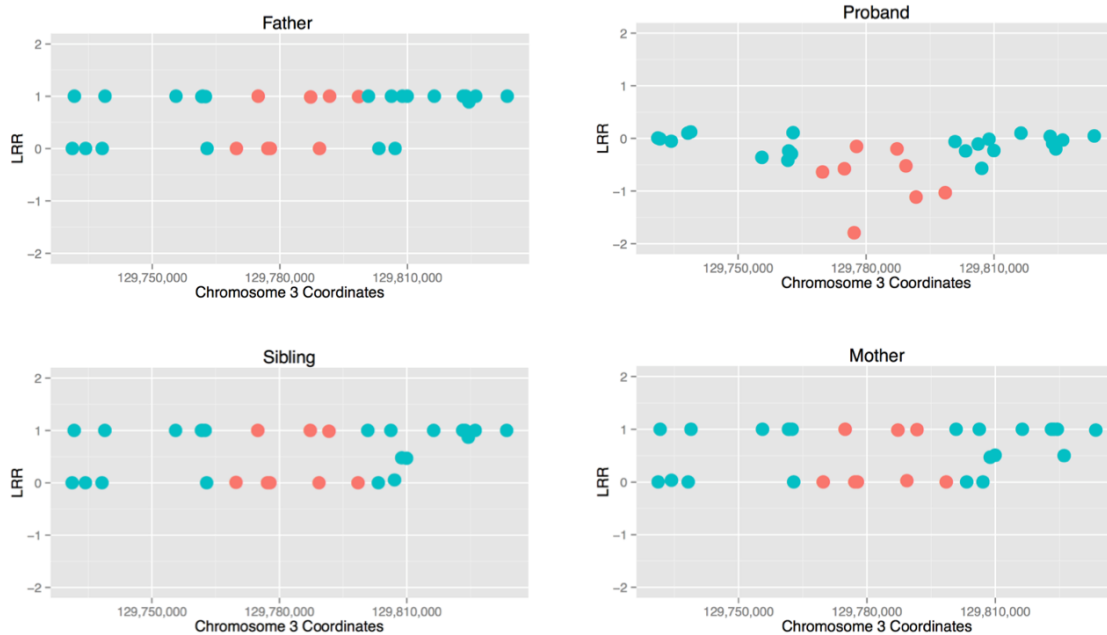 Father
2
1
0
−1
−2
LRR
129,750,000 129,780,000 129,810,000
Chromosome 3 Coordinates
Proband
2
1
0
−1
−2
LRR
129,750,000 129,780,000 129,810,000
Chromosome 3 Coordinates
Sibling
2
1
0
−1
−2
LRR
129,750,000 129,780,000 129,810,000
Chromosome 3 Coordinates
Mother
2
1
0
−1
−2
LRR
129,750,000 129,780,000 129,810,000
Chromosome 3 Coordinates